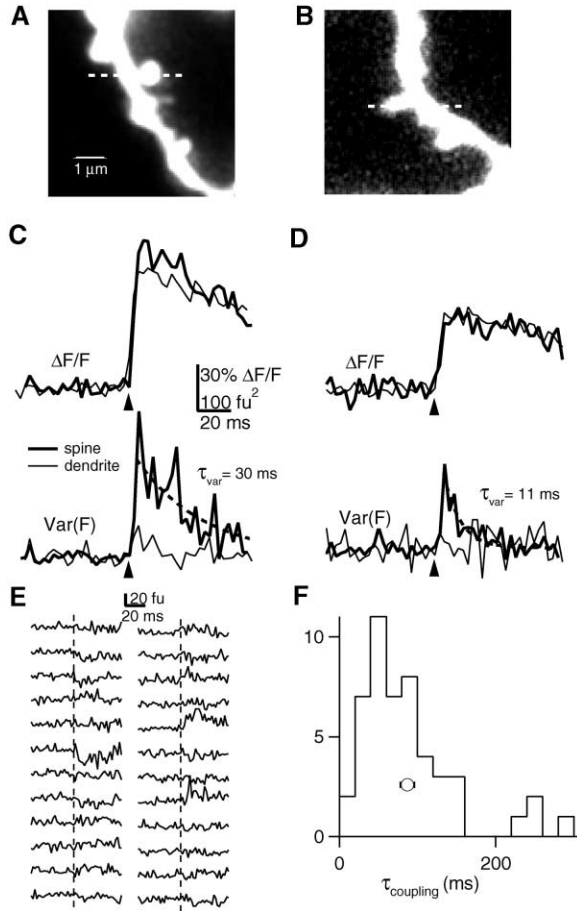 A
B
1 μm
C
D
ΔF/F
ΔF/F
30% ΔF/F
100 fu²
20 ms
spine
dendrite
τvar= 30 ms
τvar= 11 ms
Var(F)
Var(F)
E
20 fu
20 ms
F
10
5
0
0
200
τcoupling (ms)